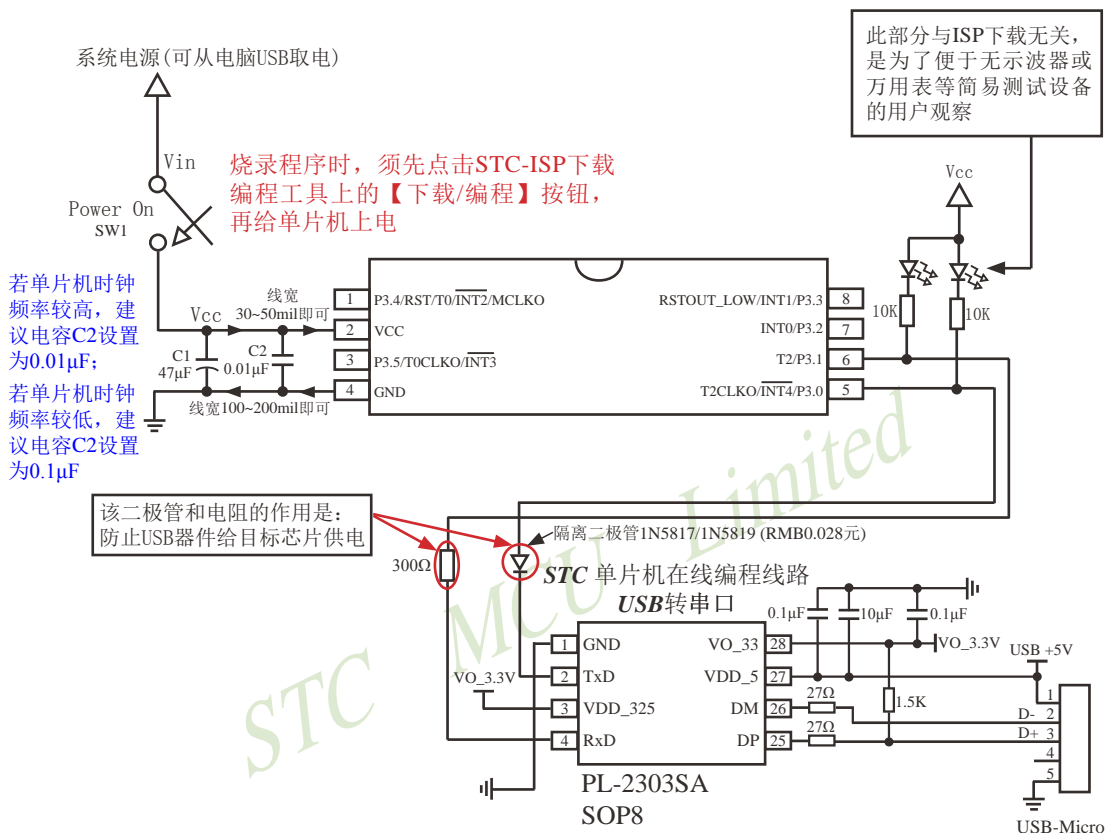 系统电源(可从电脑USB取电)
Vin
Power On
SW1
烧录程序时，须先点击STC-ISP下载
编程工具上的【下载/编程】按钮，
再给单片机上电
此部分与ISP下载无关，
是为了便于无示波器或
万用表等简易测试设备
的用户观察
Vcc
10K
10K
若单片机时钟
频率较高，建
议电容C2设置
为0.01μF；
若单片机时钟
频率较低，建
议电容C2设置
为0.1μF
Vcc
线宽
30~50mil即可
C1
47μF
C2
0.01μF
线宽100~200mil即可
1 P3.4/RST/T0/INT2/MCLKO
2 VCC
3 P3.5/T0CLKO/INT3
4 GND
RSTOUT_LOW/INT1/P3.3 8
INT0/P3.2 7
T2/P3.1 6
T2CLKO/INT4/P3.0 5
该二极管和电阻的作用是：
防止USB器件给目标芯片供电
300Ω
隔离二极管1N5817/1N5819 (RMB0.028元)
STC 单片机在线编程线路
USB转串口
0.1μF
10μF
0.1μF
1 GND
2 TxD
3 VDD_325
4 RxD
VO_33 28
VDD_5 27
DM 26
DP 25
VO_3.3V
VO_3.3V
USB +5V
27Ω
27Ω
1.5K
D-
D+
1
2
3
4
5
PL-2303SA
SOP8
USB-Micro
STC MCU Limited